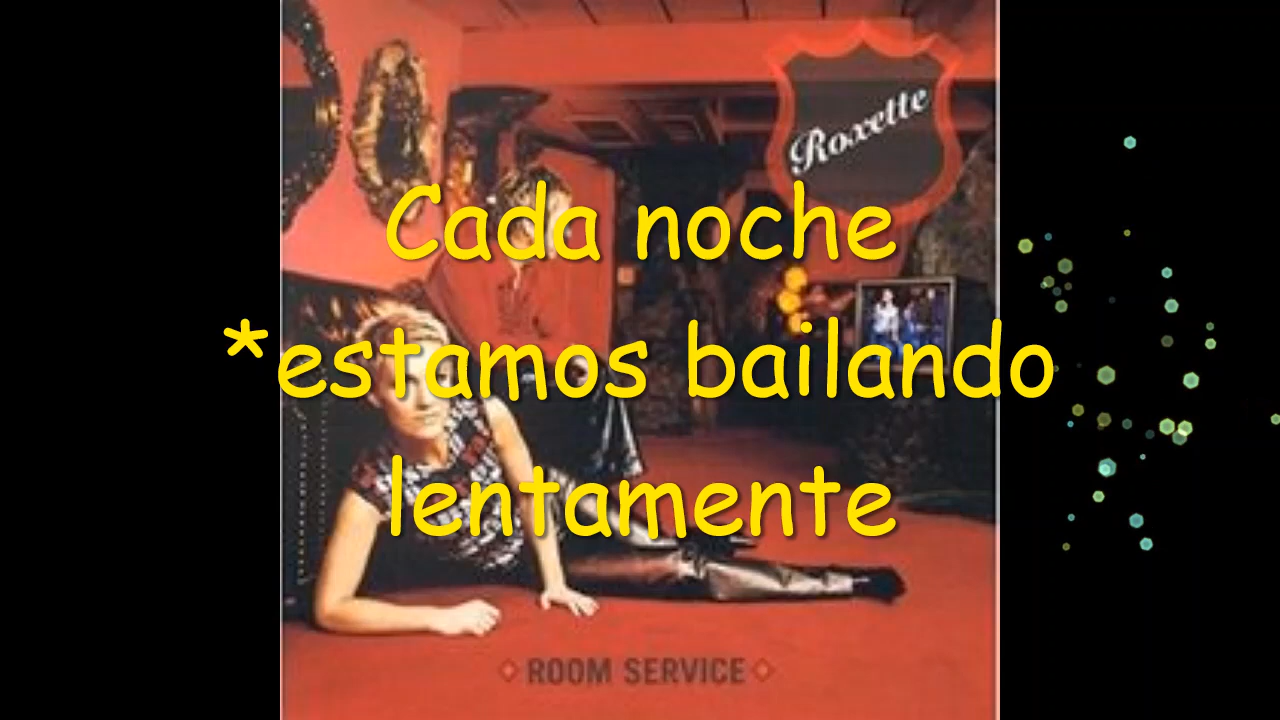 Roxette
Cada noche
*estamos bailando
lentamente
ROOM SERVICE